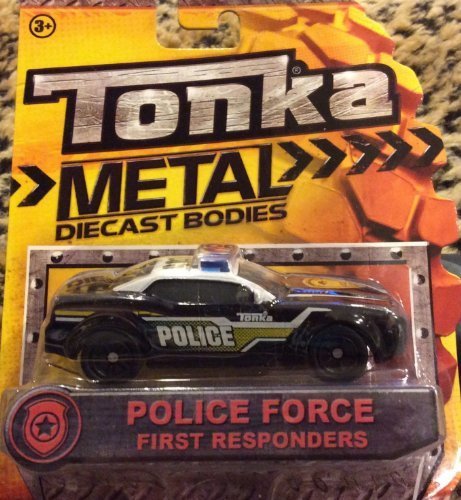 3+
Tonka®
METAL
DIECAST BODIES
Tonka
POLICE
POLICE FORCE
FIRST RESPONDERS